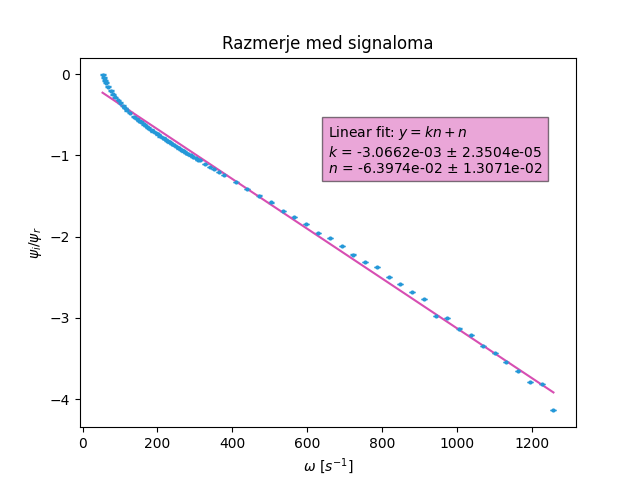 Razmerje med signaloma
Linear fit: y = kn + n
k = -3.0662e-03 ± 2.3504e-05
n = -6.3974e-02 ± 1.3071e-02
0
−1
−2
−3
−4
ψi/ψr
0 200 400 600 800 1000 1200
ω [s⁻¹]